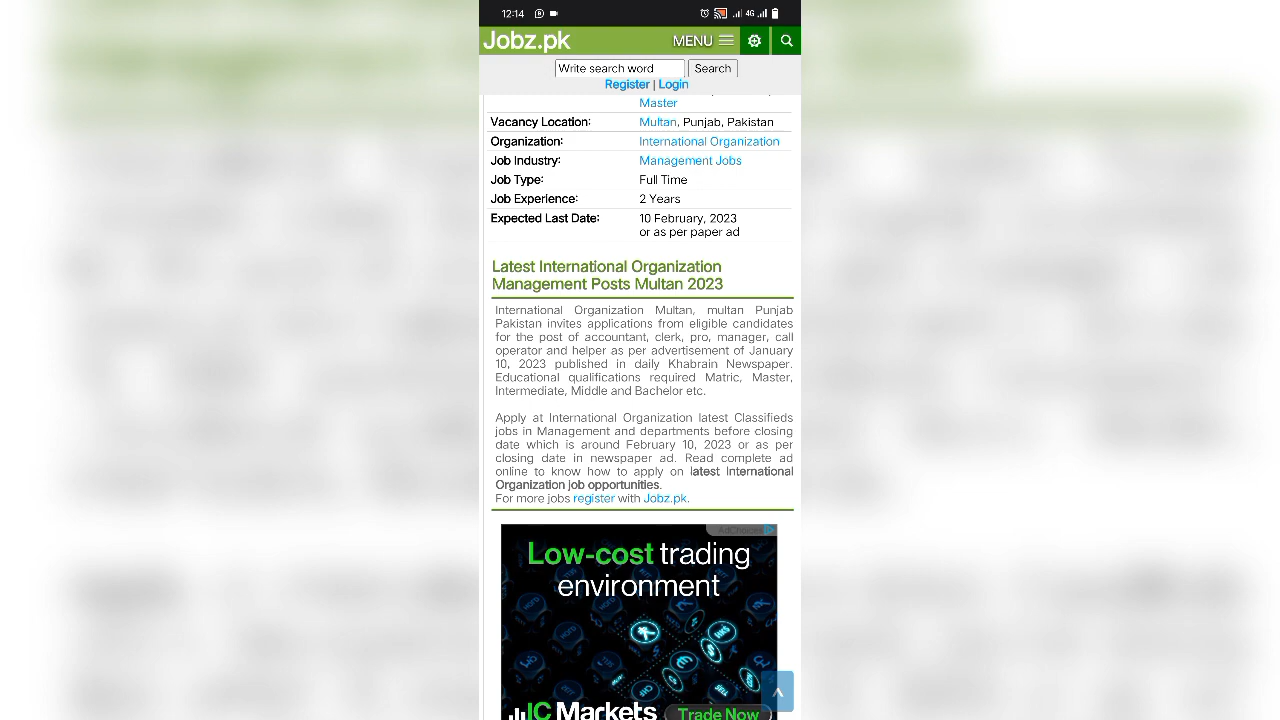 12:14
4G
Jobz.pk
MENU
Write search word
Search
Register | Login
Master
Vacancy Location: Multan, Punjab, Pakistan
Organization: International Organization
Job Industry: Management Jobs
Job Type: Full Time
Job Experience: 2 Years
Expected Last Date: 10 February, 2023
or as per paper ad
Latest International Organization
Management Posts Multan 2023
International Organization Multan, multan Punjab
Pakistan invites applications from eligible candidates
for the post of accountant, clerk, pro, manager, call
operator and helper as per advertisement of January
10, 2023 published in daily Khabrain Newspaper.
Educational qualifications required Matric, Master,
Intermediate, Middle and Bachelor etc.
Apply at International Organization latest Classifieds
jobs in Management and departments before closing
date which is around February 10, 2023 or as per
closing date in newspaper ad. Read complete ad
online to know how to apply on latest International
Organization job opportunities.
For more jobs register with Jobz.pk.
AdChoices
Low-cost trading
environment
IC Markets
Trade Now